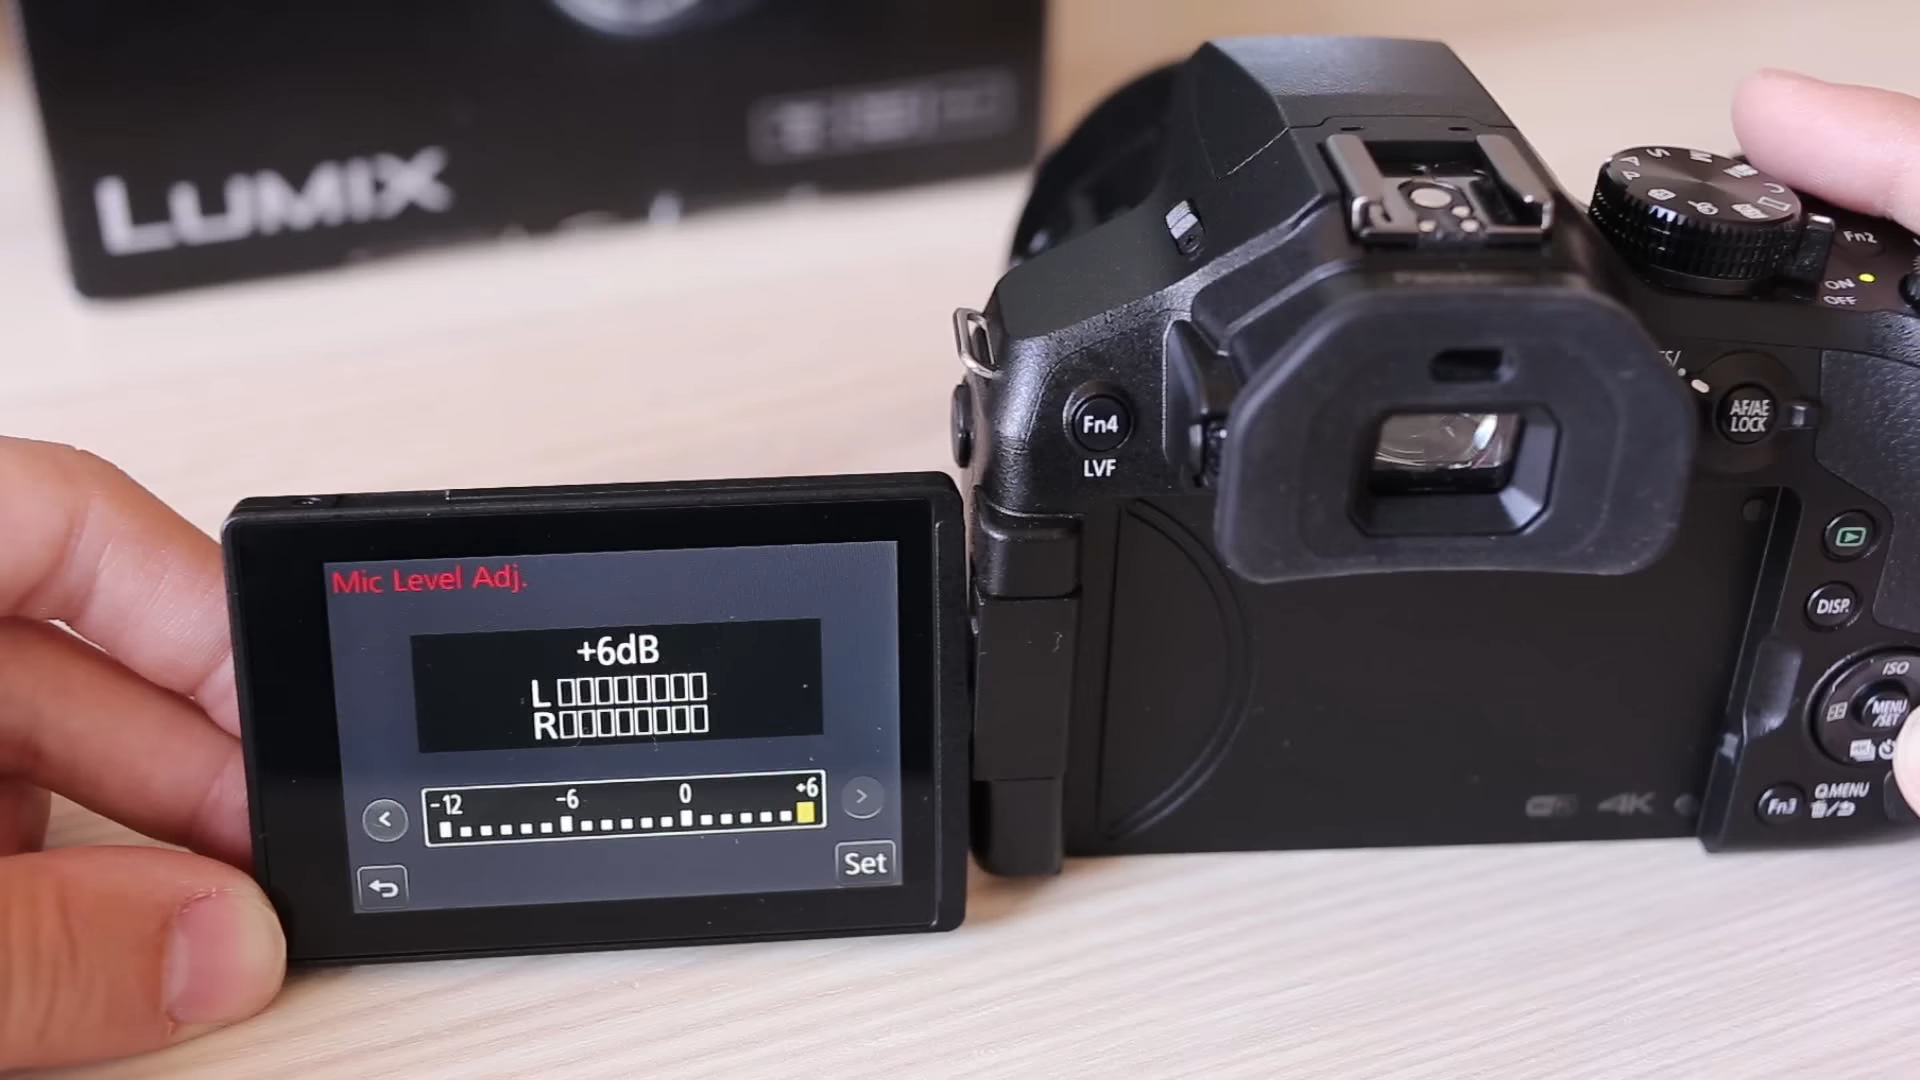 LUMIX
Mic Level Adj.
+6dB
L
R
-12 -6 0 +6
Set
Fn4
LVF
Fn2
ON
OFF
AF/AE
LOCK
DISP.
ISO
MENU
/SET
Fn3
Q.MENU
4K